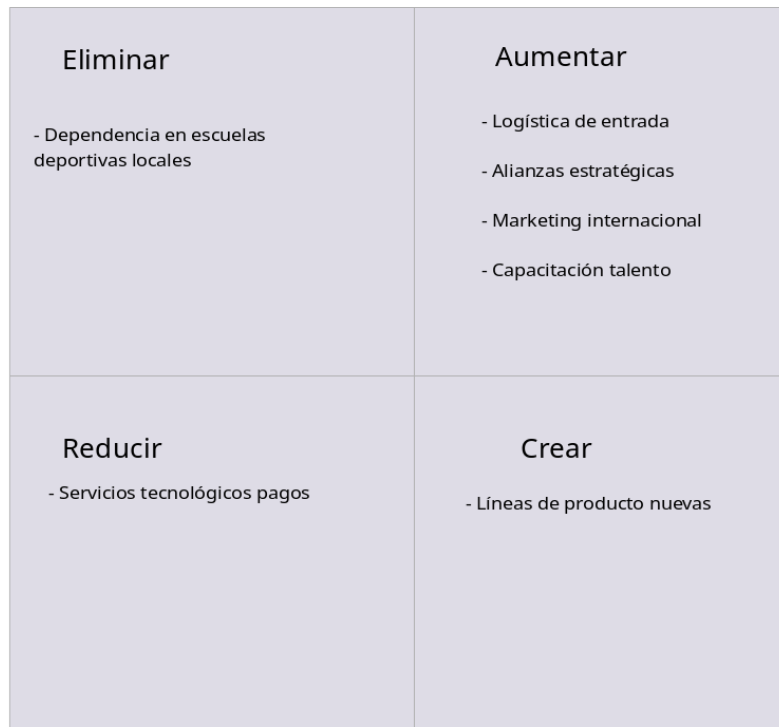 Eliminar
- Dependencia en escuelas
deportivas locales
Aumentar
- Logística de entrada
- Alianzas estratégicas
- Marketing internacional
- Capacitación talento
Reducir
- Servicios tecnológicos pagos
Crear
- Líneas de producto nuevas